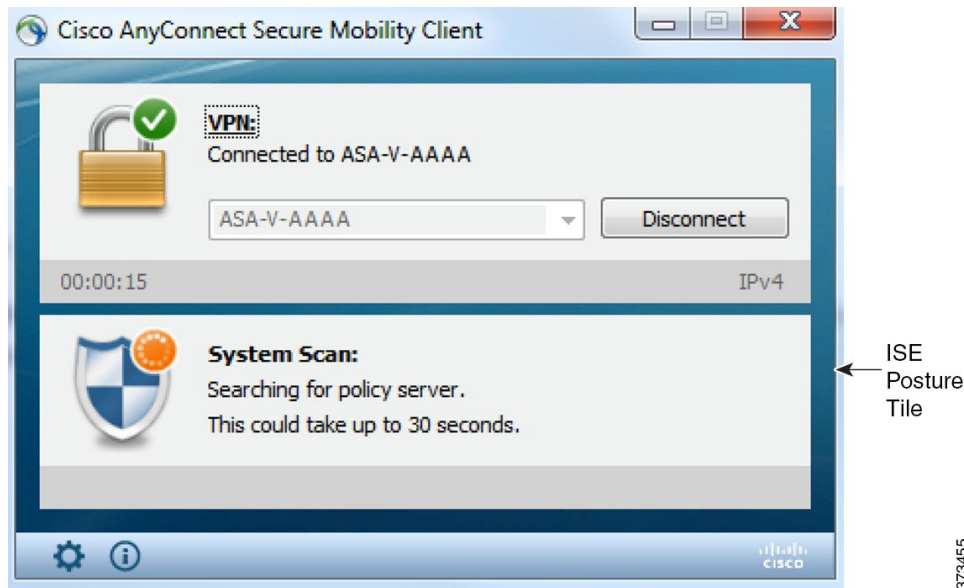 Cisco AnyConnect Secure Mobility Client
VPN:
Connected to ASA-V-AAAA
ASA-V-AAAA
Disconnect
00:00:15
IPv4
System Scan:
Searching for policy server.
This could take up to 30 seconds.
ISE
Posture
Tile
CISCO
373455